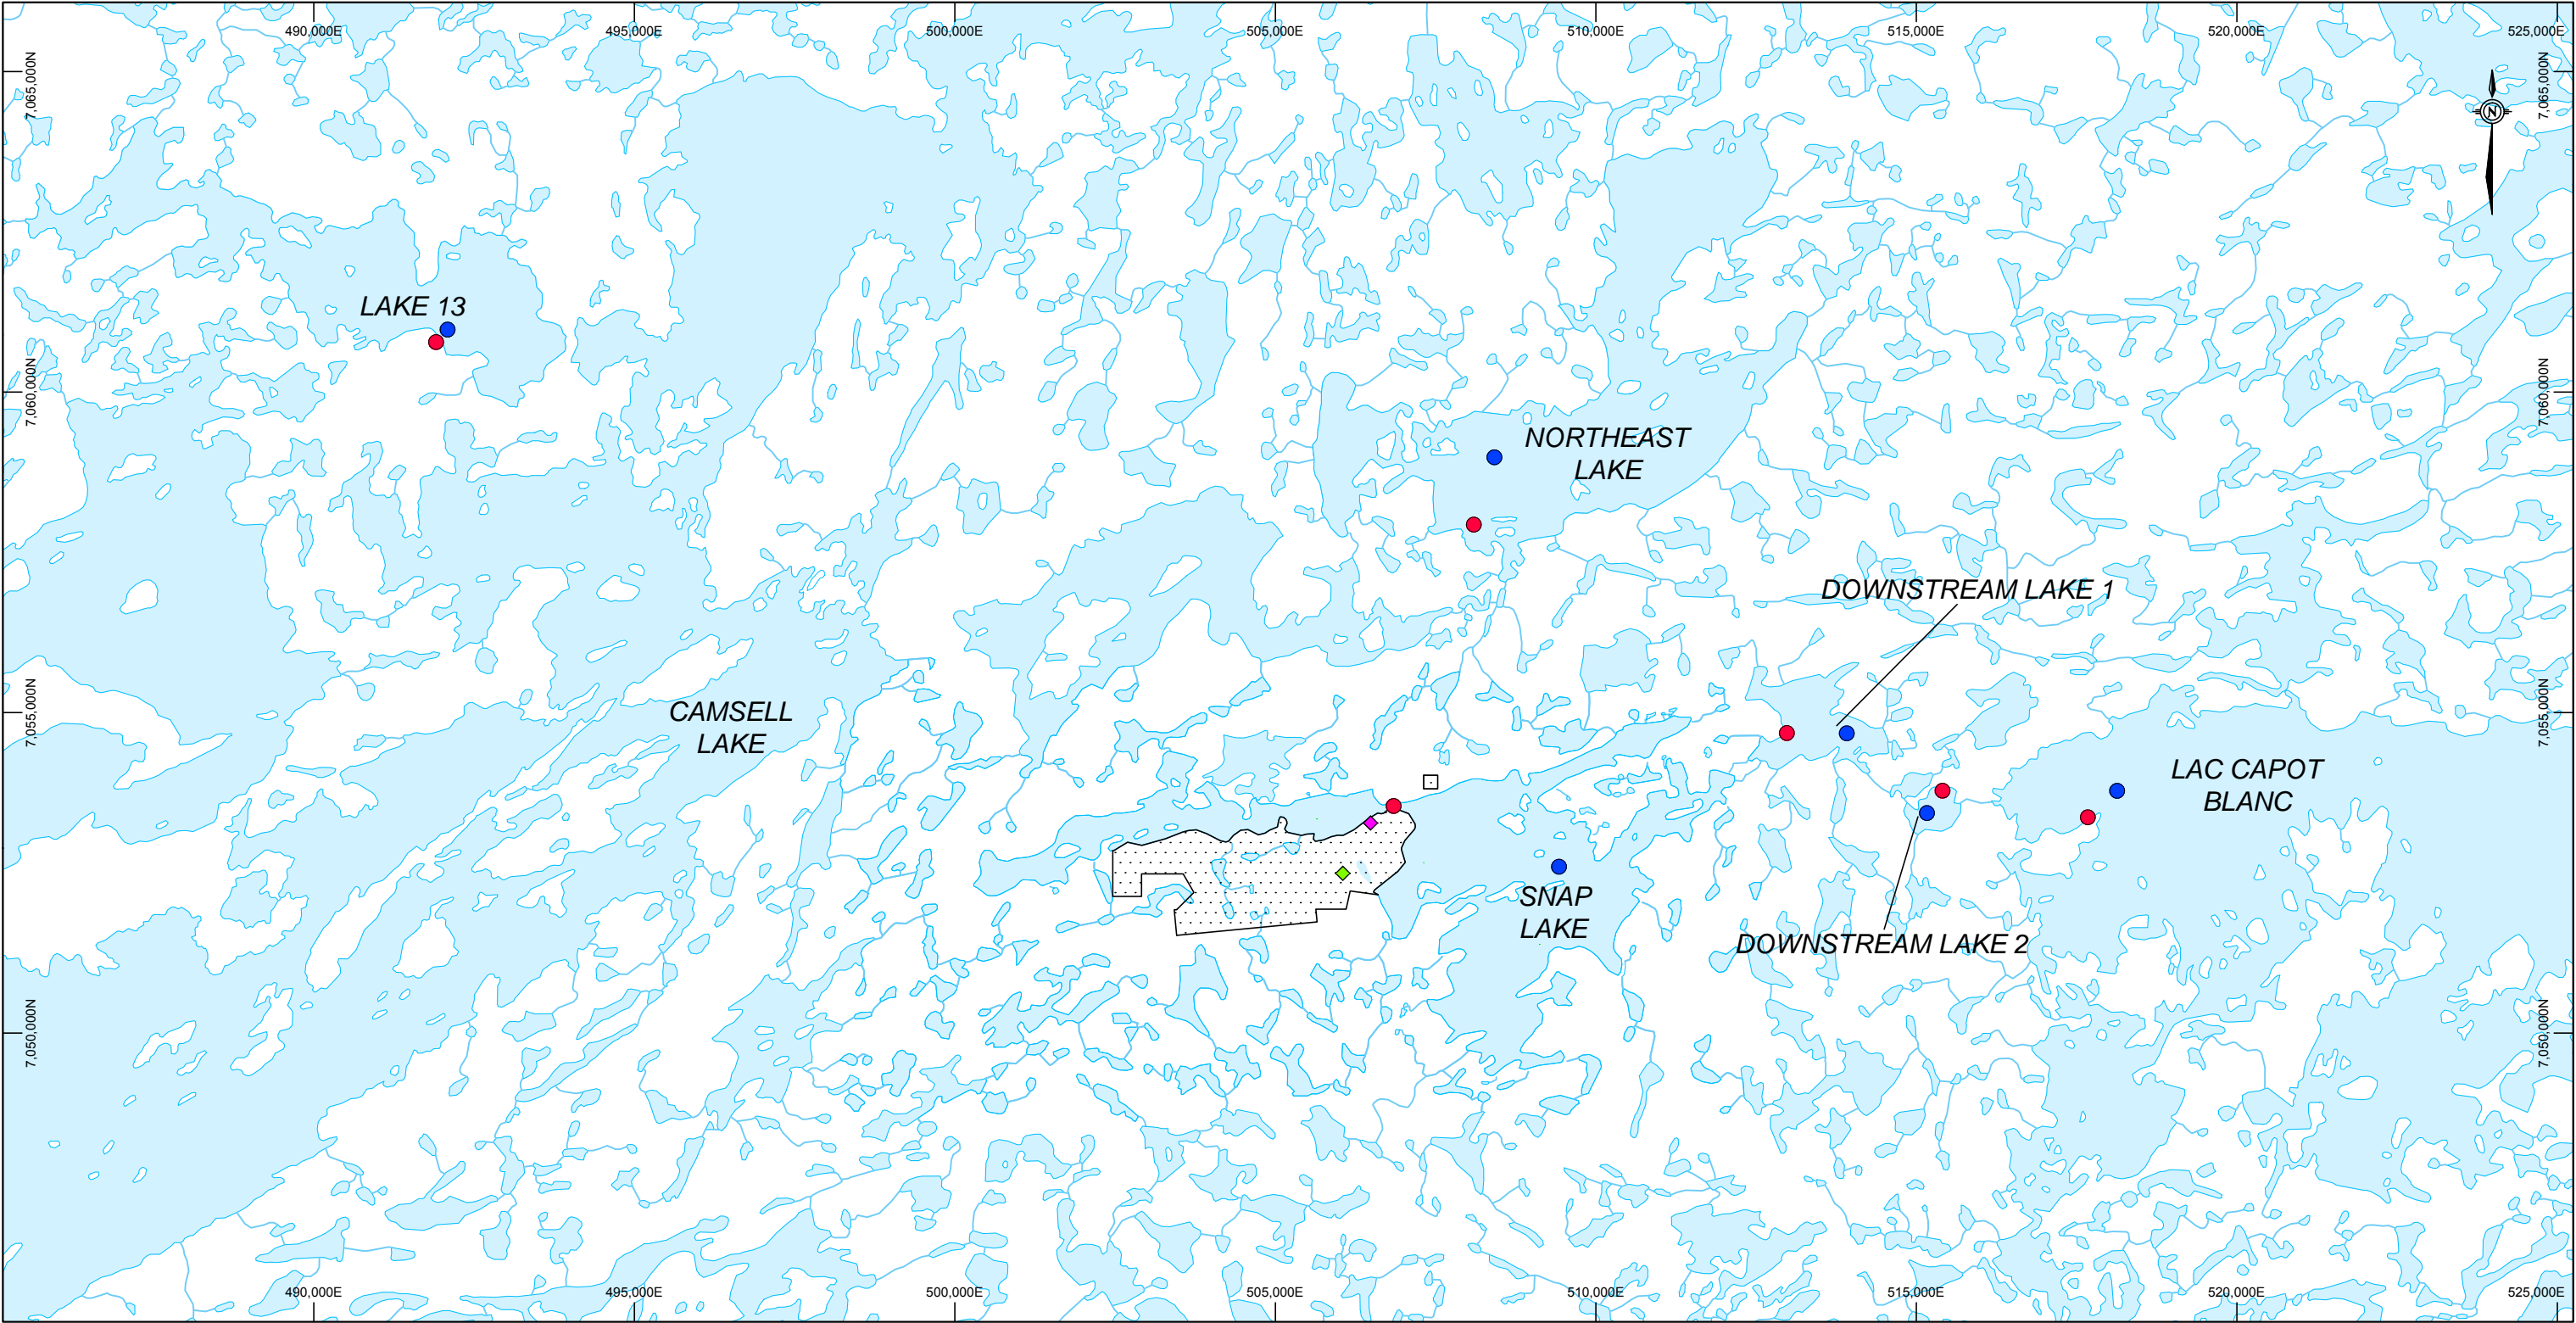 490,000E
495,000E
500,000E
505,000E
510,000E
515,000E
520,000E
525,000E
7,065,000N
7,065,000N
N
LAKE 13
7,060,000N
7,060,000N
NORTHEAST
LAKE
DOWNSTREAM LAKE 1
7,055,000N
CAMSELL
LAKE
7,055,000N
LAC CAPOT
BLANC
SNAP
LAKE
DOWNSTREAM LAKE 2
7,050,000N
7,050,000N
490,000E
495,000E
500,000E
505,000E
510,000E
515,000E
520,000E
525,000E